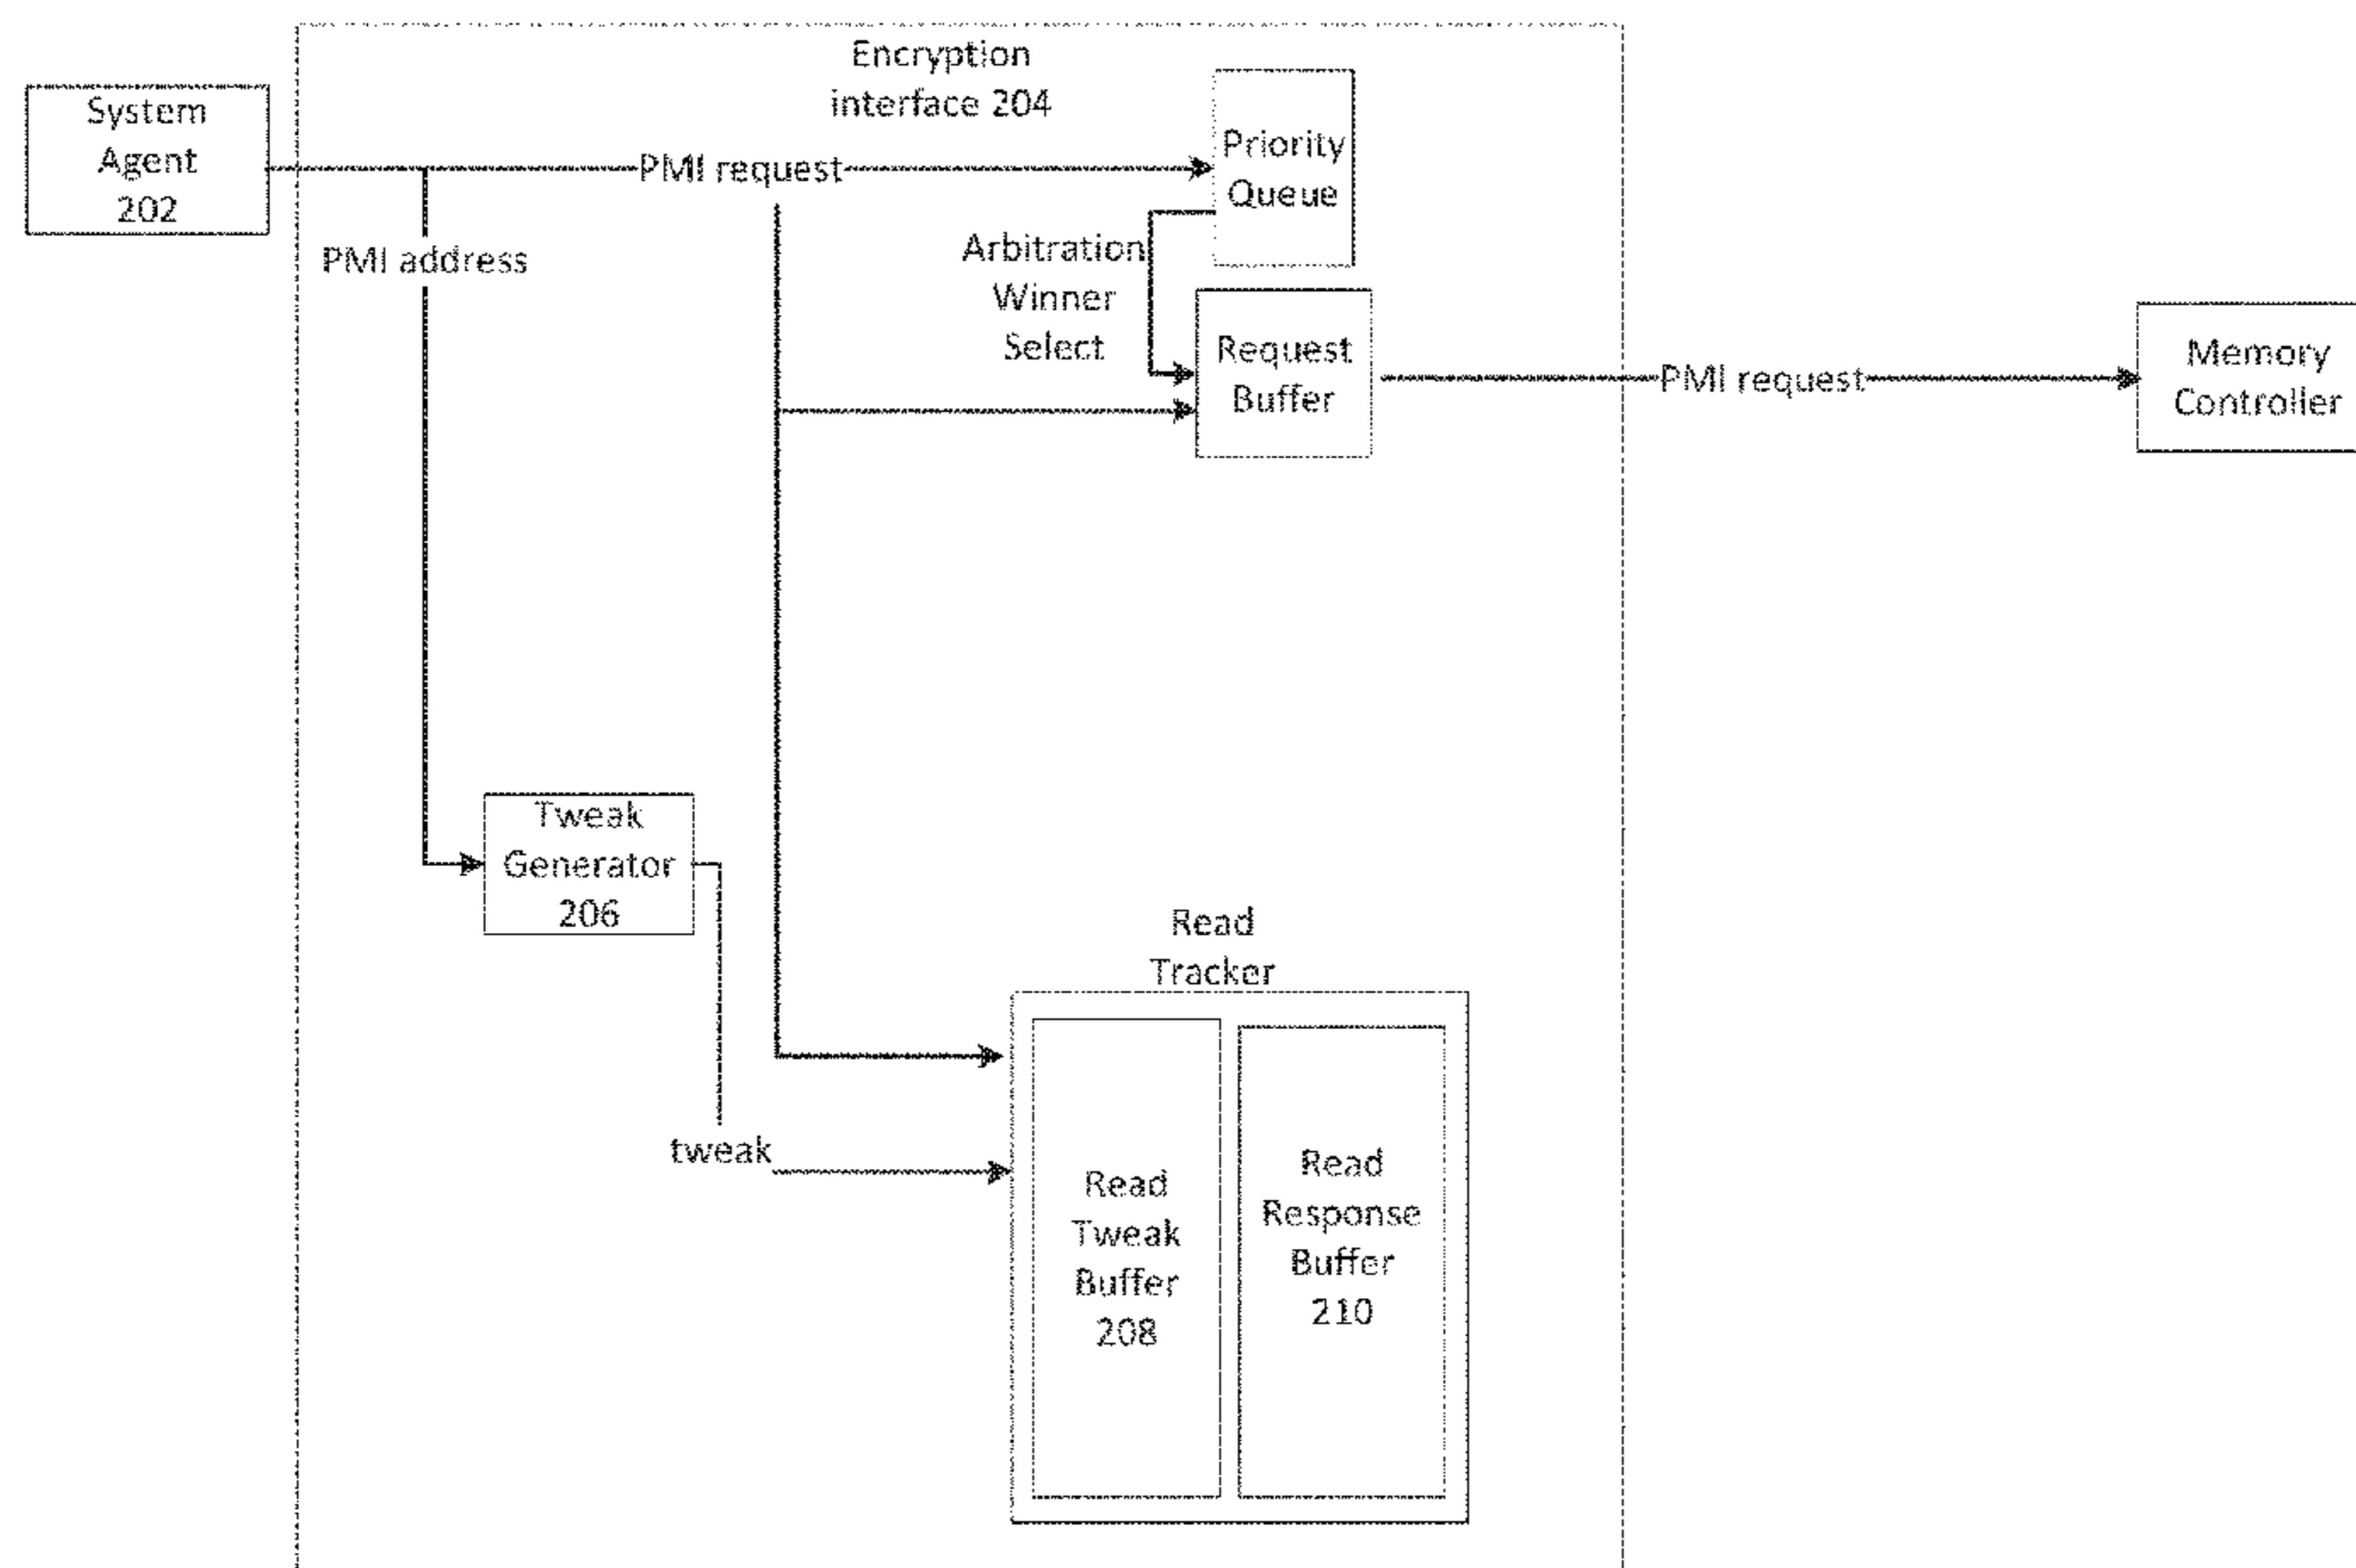 Encryption
interface 204
System
Agent
202
Priority
Queue
PMI request
PMI address
Arbitration
Winner
Select
Request
Buffer
PMI request
Memory
Controller
Tweak
Generator
206
Read
Tracker
tweak
Read
Tweak
Buffer
208
Read
Response
Buffer
210